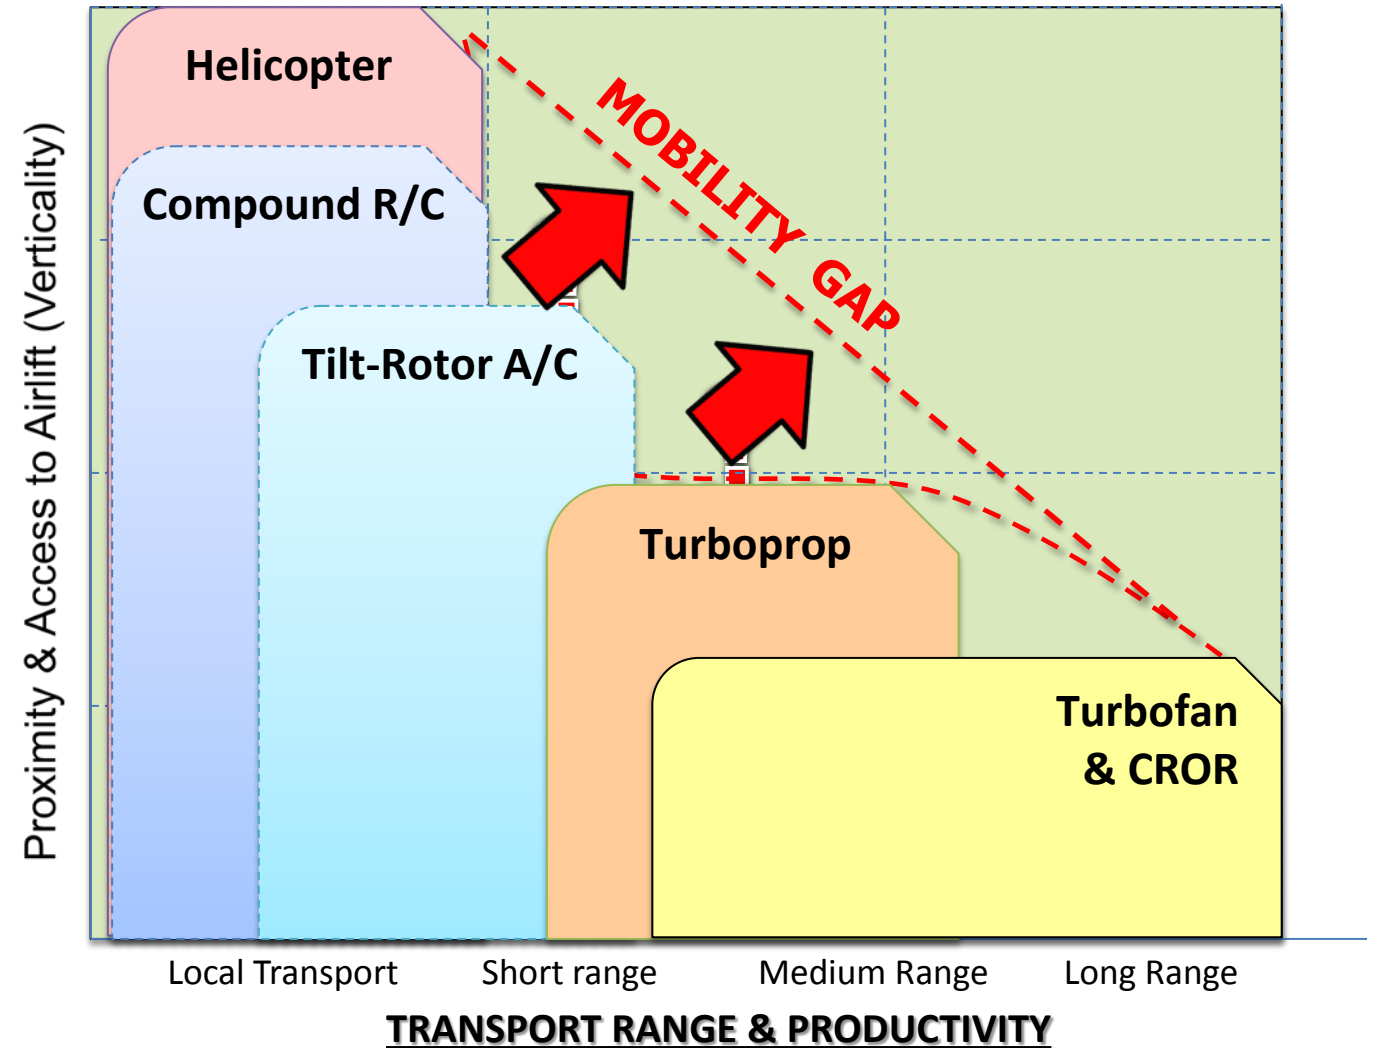 Proximity & Access to Airlift (Verticality)
Helicopter
MOBILITY GAP
Compound R/C
Tilt-Rotor A/C
Turboprop
Turbofan
& CROR
Local Transport Short range Medium Range Long Range
TRANSPORT RANGE & PRODUCTIVITY